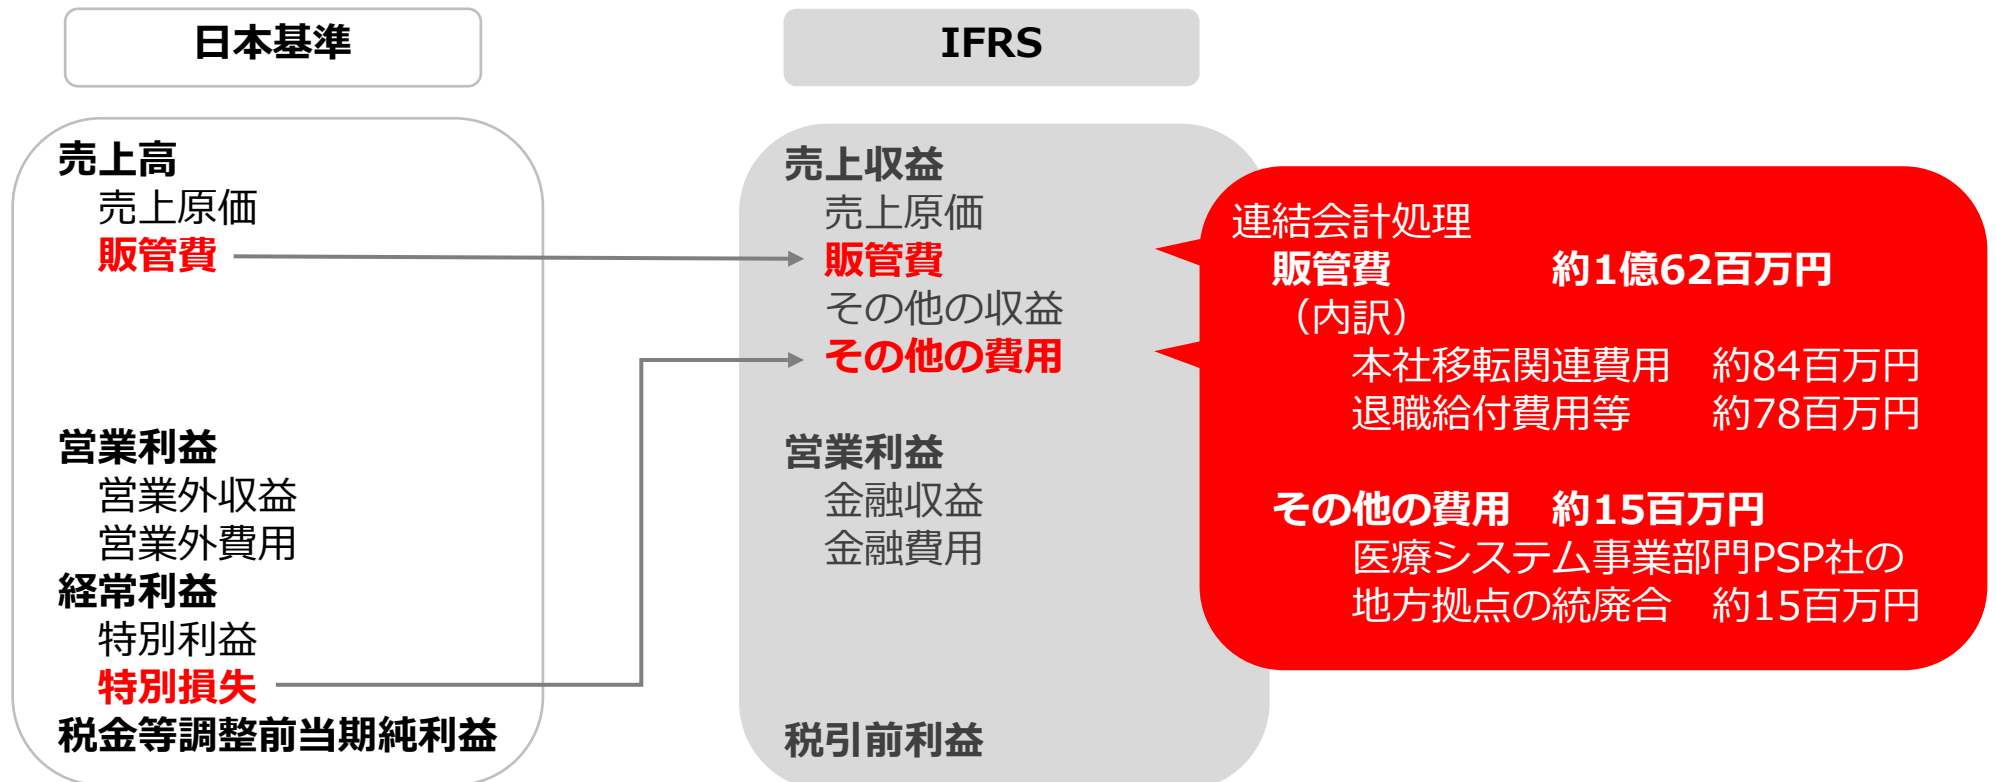 日本基準
売上高
売上原価
販管費
営業利益
営業外収益
営業外費用
経常利益
特別利益
特別損失
税金等調整前当期純利益
IFRS
売上収益
売上原価
販管費
その他の収益
その他の費用
営業利益
金融収益
金融費用
税引前利益
連結会計処理
販管費 約1億62百万円
（内訳）
本社移転関連費用 約84百万円
退職給付費用等 約78百万円
その他の費用 約15百万円
医療システム事業部門PSP社の
地方拠点の統廃合 約15百万円